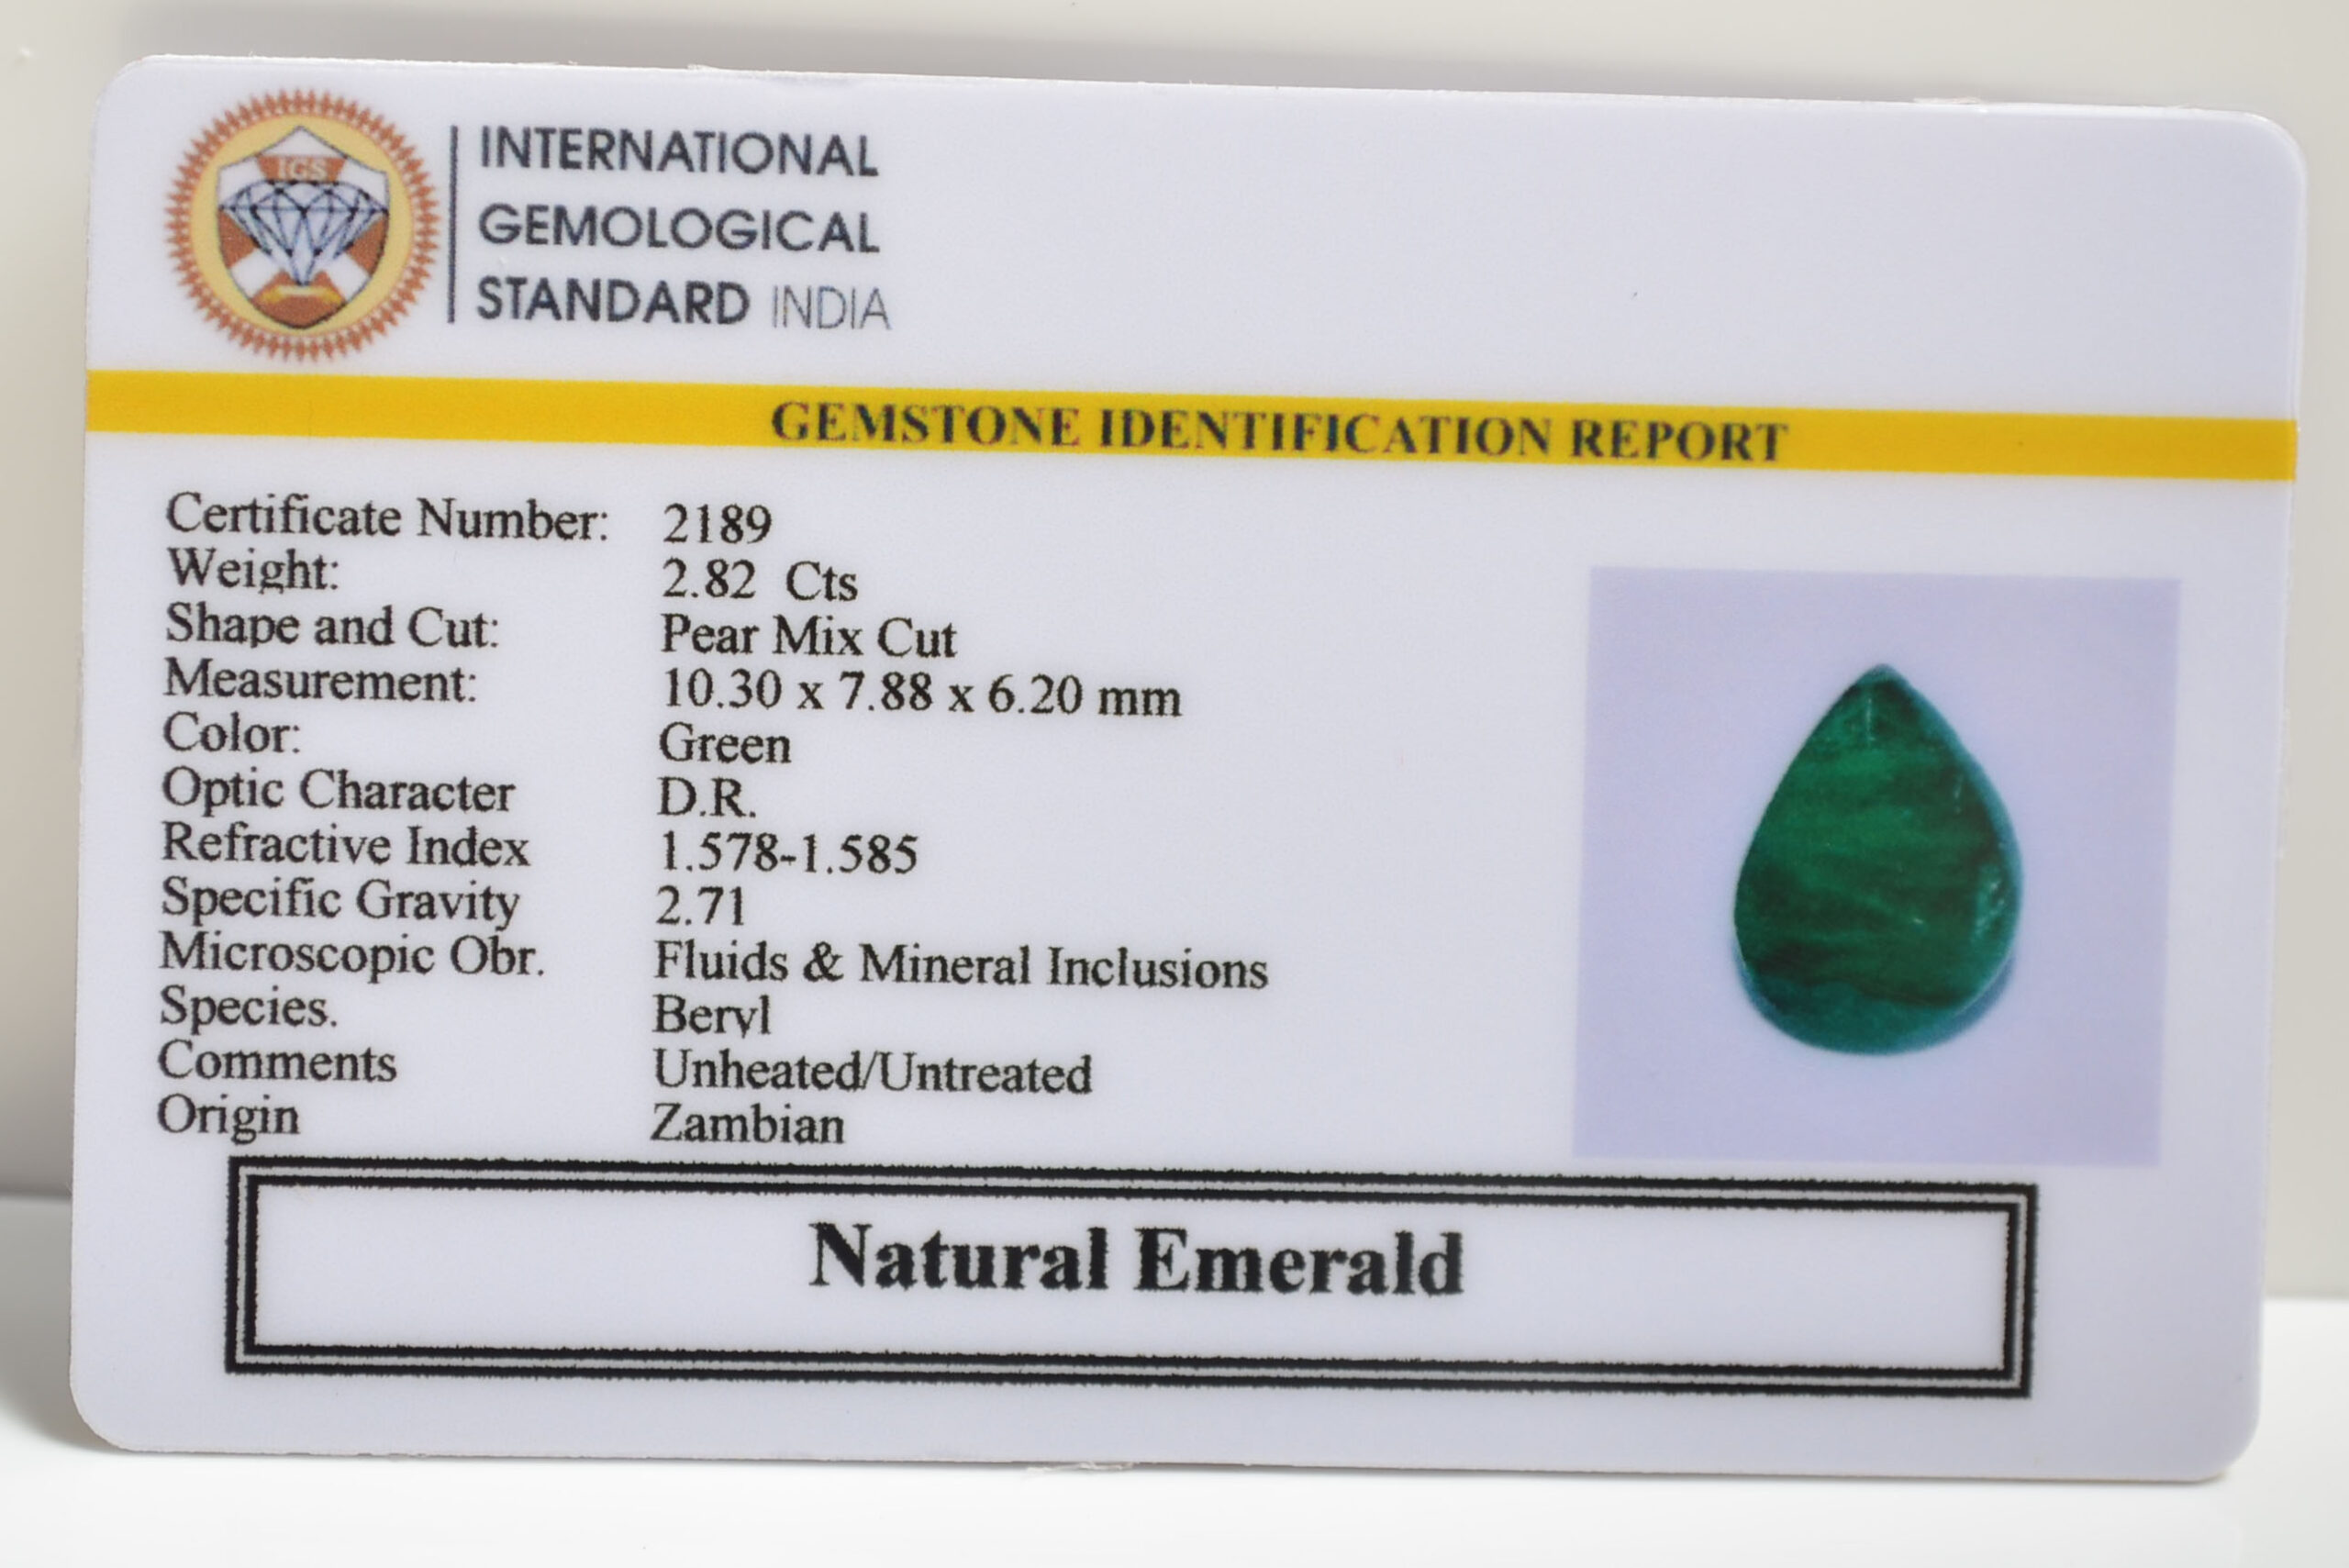 IGS
INTERNATIONAL
GEMOLOGICAL
STANDARD INDIA
GEMSTONE IDENTIFICATION REPORT
Certificate Number: 2189
Weight: 2.82 Cts
Shape and Cut: Pear Mix Cut
Measurement: 10.30 x 7.88 x 6.20 mm
Color: Green
Optic Character D.R.
Refractive Index 1.578-1.585
Specific Gravity 2.71
Microscopic Obr. Fluids & Mineral Inclusions
Species. Beryl
Comments Unheated/Untreated
Origin Zambian
Natural Emerald